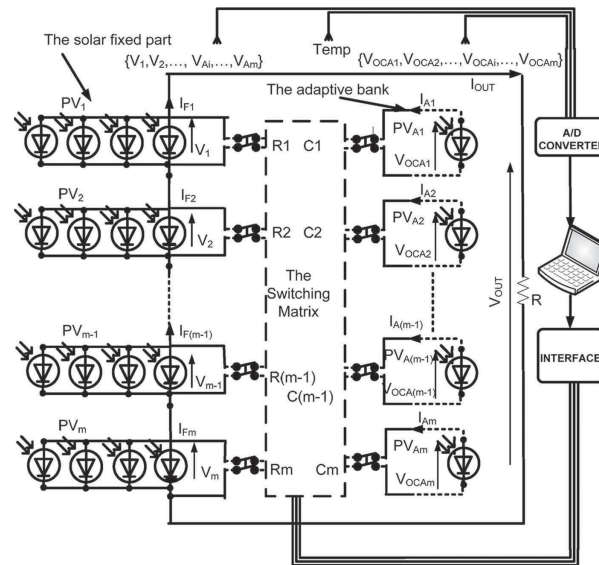 The solar fixed part
{V1, V2,..., VAi,...,VAm}
Temp
{VOCA1,VOCA2,..., VOCAi,...,VOCAm}
IOUT
The adaptive bank
PV1
IF1
V1
R1 C1
IA1
PVA1
VOCA1
A/D
CONVERTER
PV2
IF2
V2
R2 C2
IA2
PVA2
VOCA2
The
Switching
Matrix
VOUT
R
PVm-1
IF(m-1)
Vm-1
R(m-1)
C(m-1)
IA(m-1)
PVA(m-1)
VOCA(m-1)
INTERFACE
PVm
IFm
Vm
Rm Cm
IAm
PVAm
VOCAm